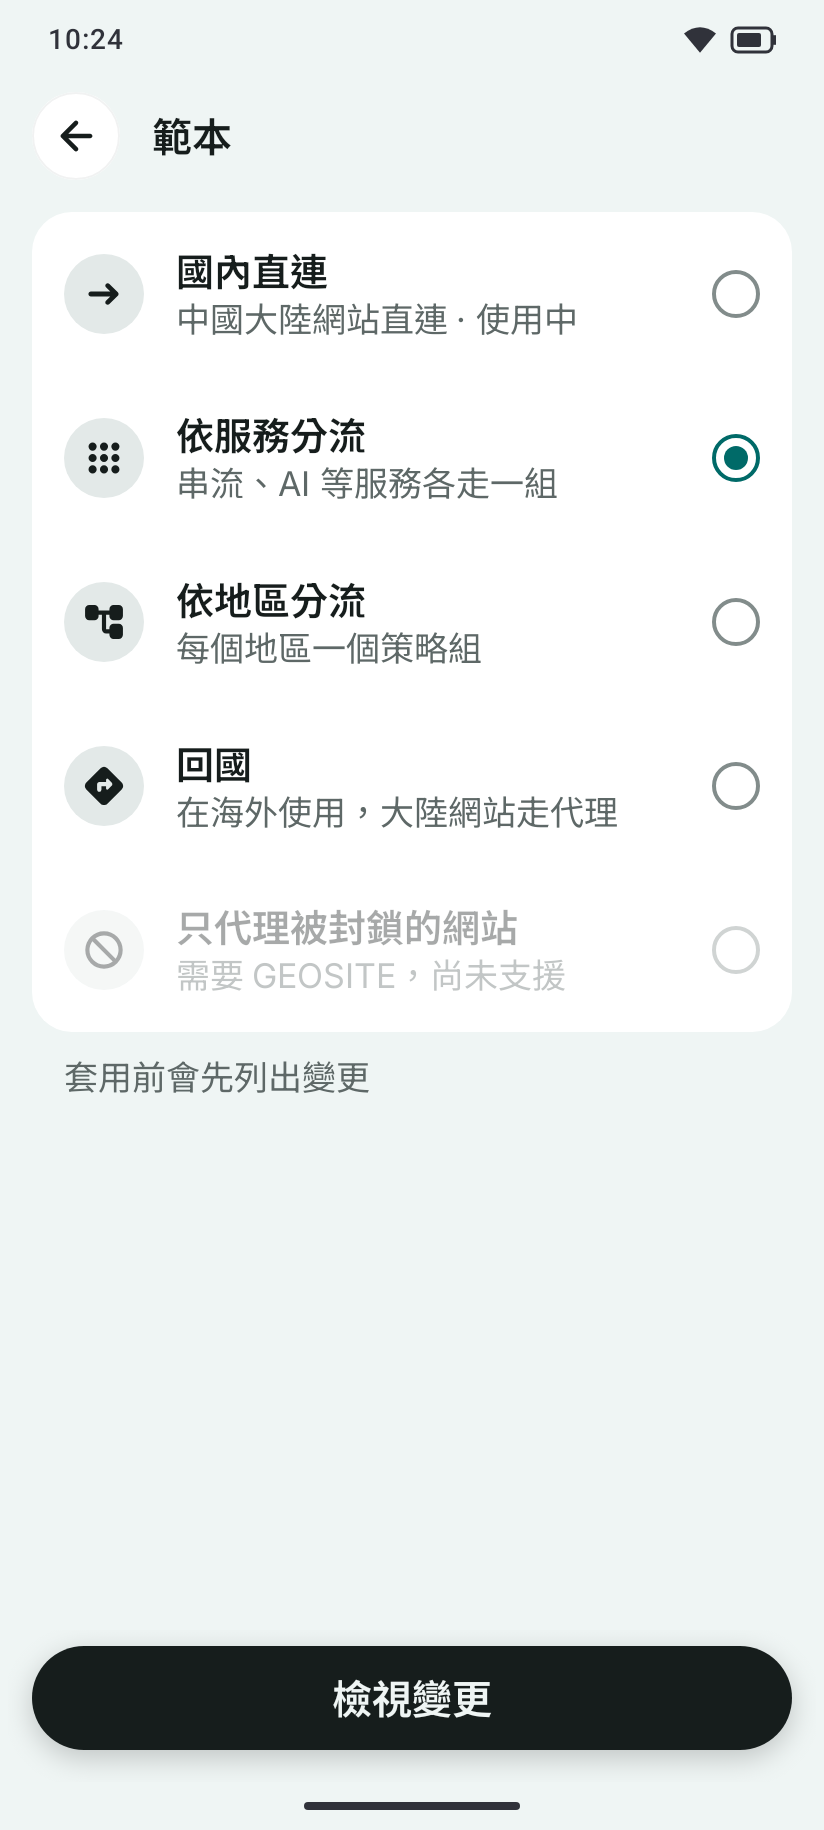 10:24
範本
國內直連
中國大陸網站直連 · 使用中
依服務分流
串流、AI 等服務各走一組
依地區分流
每個地區一個策略組
回國
在海外使用，大陸網站走代理
只代理被封鎖的網站
需要 GEOSITE，尚未支援
套用前會先列出變更
檢視變更